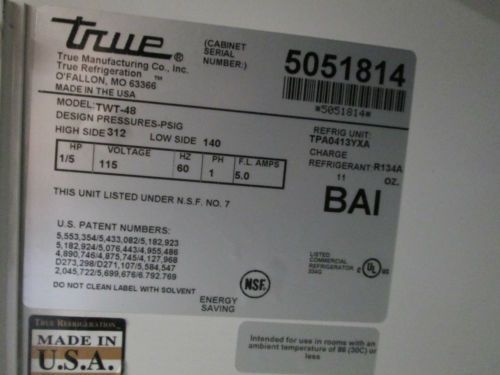 true®
True Manufacturing Co., Inc.
True Refrigeration
O'FALLON, MO 63366
MADE IN THE USA
(CABINET
SERIAL
NUMBER:)
5051814
*5051814*
MODEL: TWT-48
DESIGN PRESSURES-PSIG
HIGH SIDE 312 LOW SIDE 140
REFRIG UNIT:
TPA0413YXA
CHARGE
REFRIGERANT: R134A
11 OZ.
HP VOLTAGE HZ PH F.L. AMPS
1/5 115 60 1 5.0
BAI
THIS UNIT LISTED UNDER N.S.F. NO. 7
U.S. PATENT NUMBERS:
5,553,354/5,433,082/5,182,923
5,182,924/5,076,443/4,955,486
4,890,746/4,875,745/4,127,968
D273,298/D271,107/5,584,547
2,045,722/5,699,676/6,792,769
DO NOT CLEAN LABEL WITH SOLVENT
ENERGY
SAVING
NSF.
LISTED
COMMERCIAL
REFRIGERATOR
C UL US
TRUE REFRIGERATION
MADE IN
U.S.A.
Intended for use in rooms with an
ambient temperature of 86 (30C) or
less